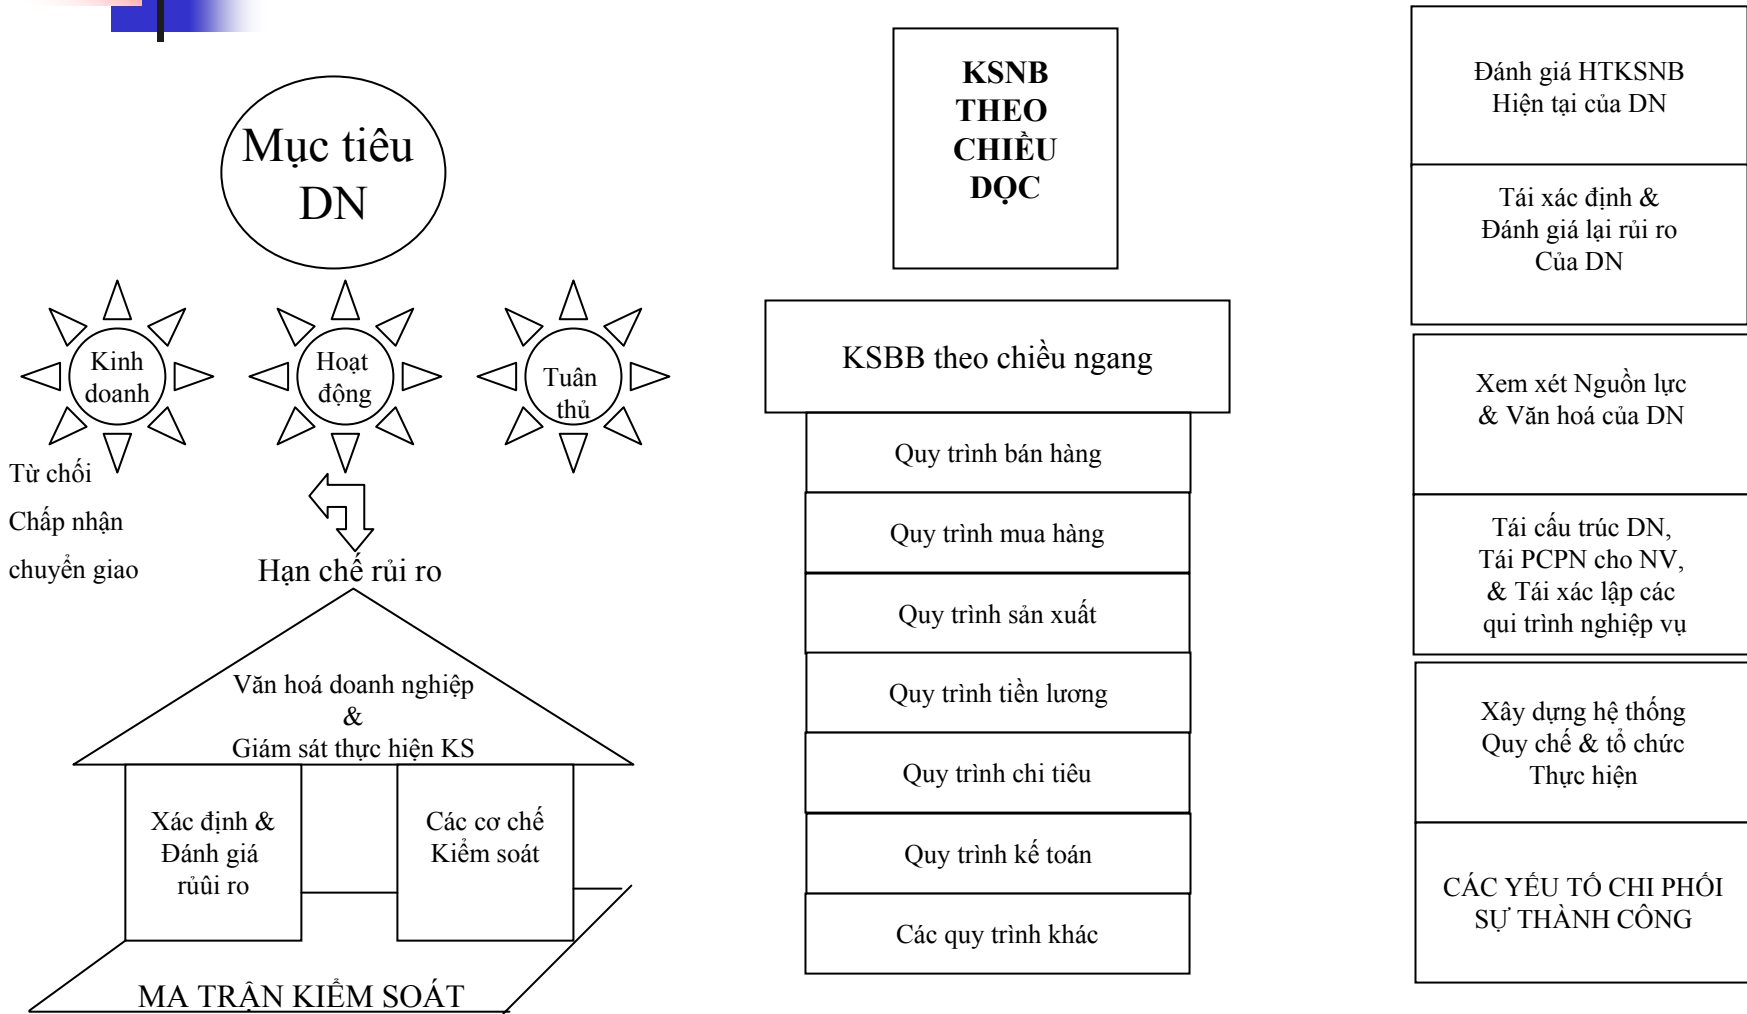 Mục tiêu
DN
Kinh
doanh
Hoạt
động
Tuân
thủ
Từ chối
Chấp nhận
chuyển giao
Hạn chế rủi ro
Văn hoá doanh nghiệp
&
Giám sát thực hiện KS
Xác định &
Đánh giá
rủûi ro
Các cơ chế
Kiểm soát
MA TRẬN KIỂM SOÁT
KSNB
THEO
CHIỀU
DỌC
KSBB theo chiều ngang
Quy trình bán hàng
Quy trình mua hàng
Quy trình sản xuất
Quy trình tiền lương
Quy trình chi tiêu
Quy trình kế toán
Các quy trình khác
Đánh giá HTKSNB
Hiện tại của DN
Tái xác định &
Đánh giá lại rủi ro
Của DN
Xem xét Nguồn lực
& Văn hoá của DN
Tái cấu trúc DN,
Tái PCPN cho NV,
& Tái xác lập các
qui trình nghiệp vụ
Xây dựng hệ thống
Quy chế & tổ chức
Thực hiện
CÁC YẾU TỐ CHI PHỐI
SỰ THÀNH CÔNG